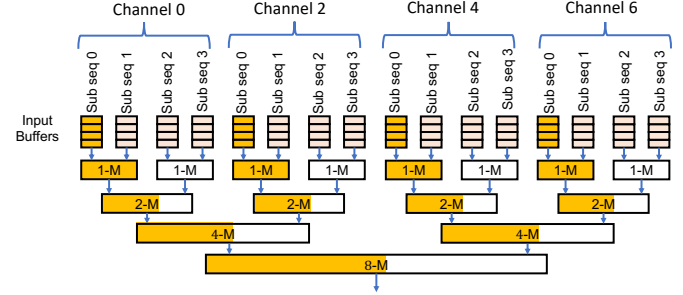 Channel 0 Channel 2 Channel 4 Channel 6
Sub seq 0 Sub seq 1 Sub seq 2 Sub seq 3 Sub seq 0 Sub seq 1 Sub seq 2 Sub seq 3 Sub seq 0 Sub seq 1 Sub seq 2 Sub seq 3 Sub seq 0 Sub seq 1 Sub seq 2 Sub seq 3
Input
Buffers
1-M 1-M 1-M 1-M 1-M 1-M 1-M 1-M
2-M 2-M 2-M 2-M
4-M 4-M
8-M